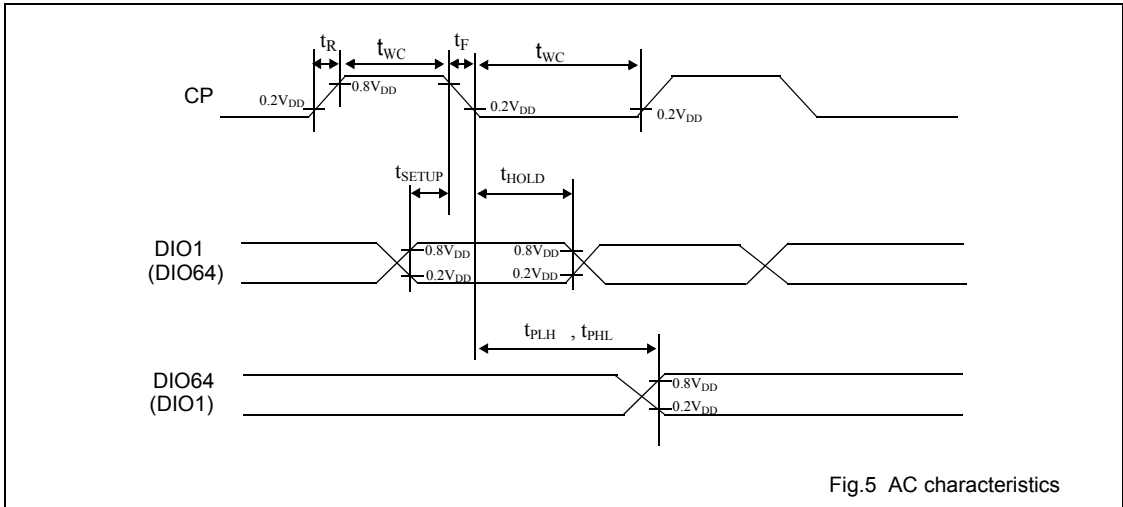 tR tWC tF tWC
CP 0.2VDD 0.8VDD 0.2VDD 0.2VDD
tSETUP tHOLD
DIO1 0.8VDD 0.8VDD
(DIO64) 0.2VDD 0.2VDD
tPLH , tPHL
DIO64 0.8VDD
(DIO1) 0.2VDD
Fig.5 AC characteristics